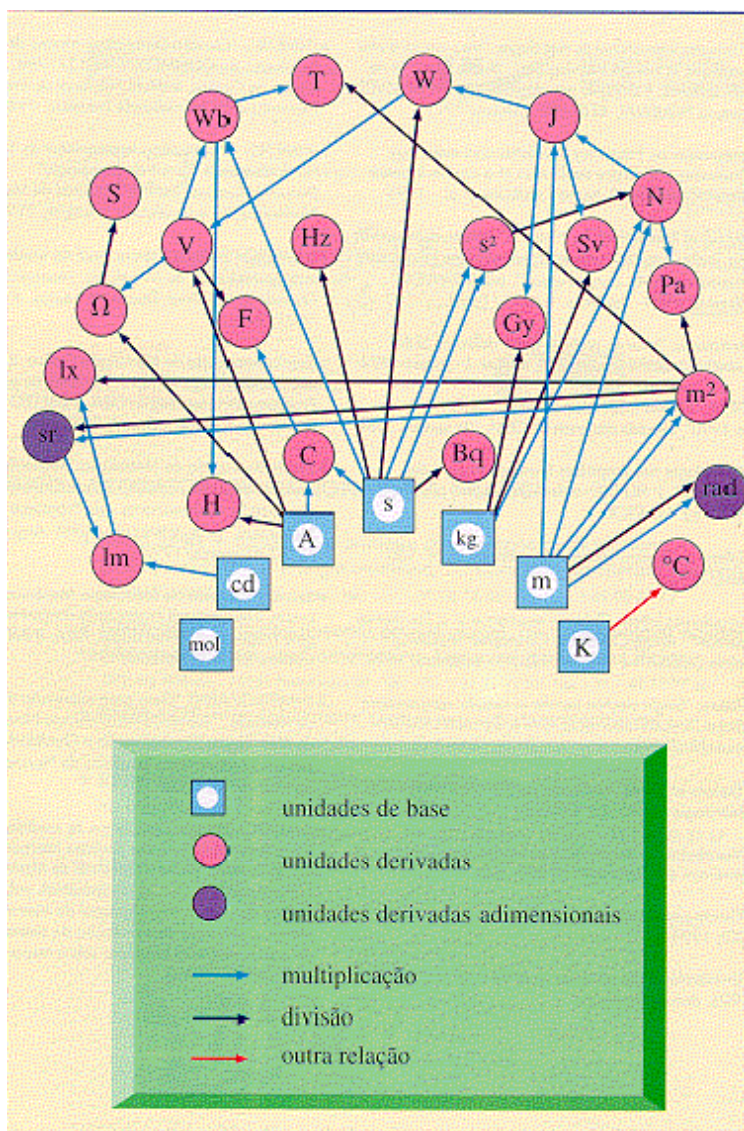 T W
Wb J
S N
V Hz s² Sv
Ω F Gy Pa
lx m²
sr C Bq rad
H A s kg
lm cd m °C
mol K
unidades de base
unidades derivadas
unidades derivadas adimensionais
multiplicação
divisão
outra relação